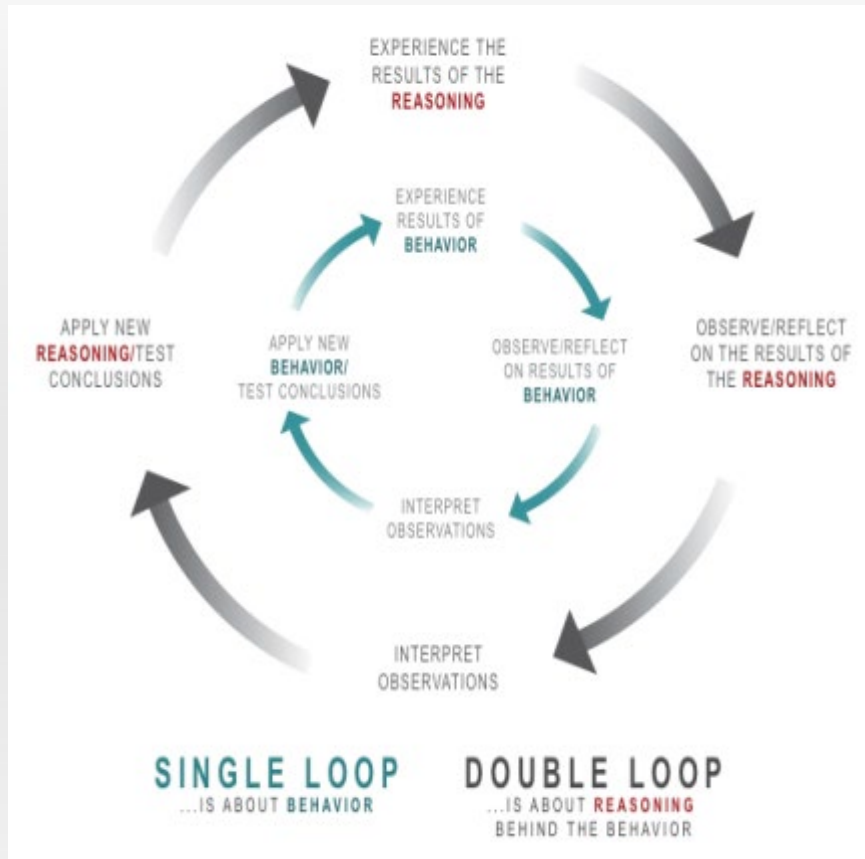 EXPERIENCE THE
RESULTS OF THE
REASONING
EXPERIENCE
RESULTS OF
BEHAVIOR
APPLY NEW
REASONING/TEST
CONCLUSIONS
APPLY NEW
BEHAVIOR/
TEST CONCLUSIONS
OBSERVE/REFLECT
ON RESULTS OF
BEHAVIOR
OBSERVE/REFLECT
ON THE RESULTS OF
THE REASONING
INTERPRET
OBSERVATIONS
INTERPRET
OBSERVATIONS
SINGLE LOOP
...IS ABOUT BEHAVIOR
DOUBLE LOOP
...IS ABOUT REASONING
BEHIND THE BEHAVIOR